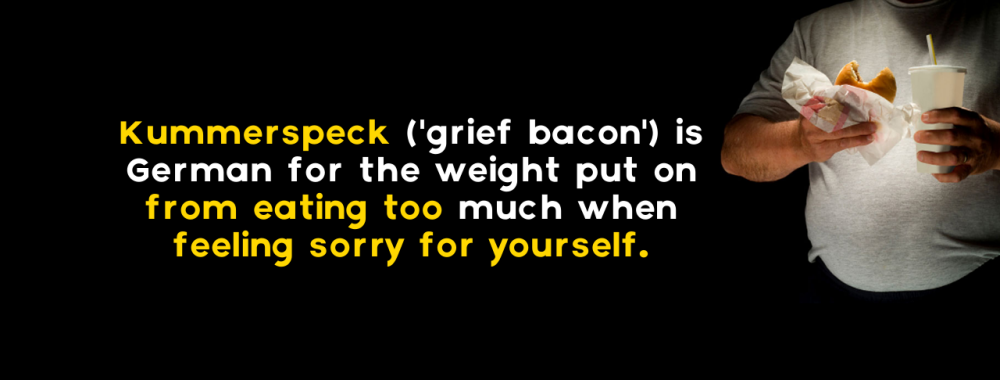 Kummerspeck ('grief bacon') is
German for the weight put on
from eating too much when
feeling sorry for yourself.